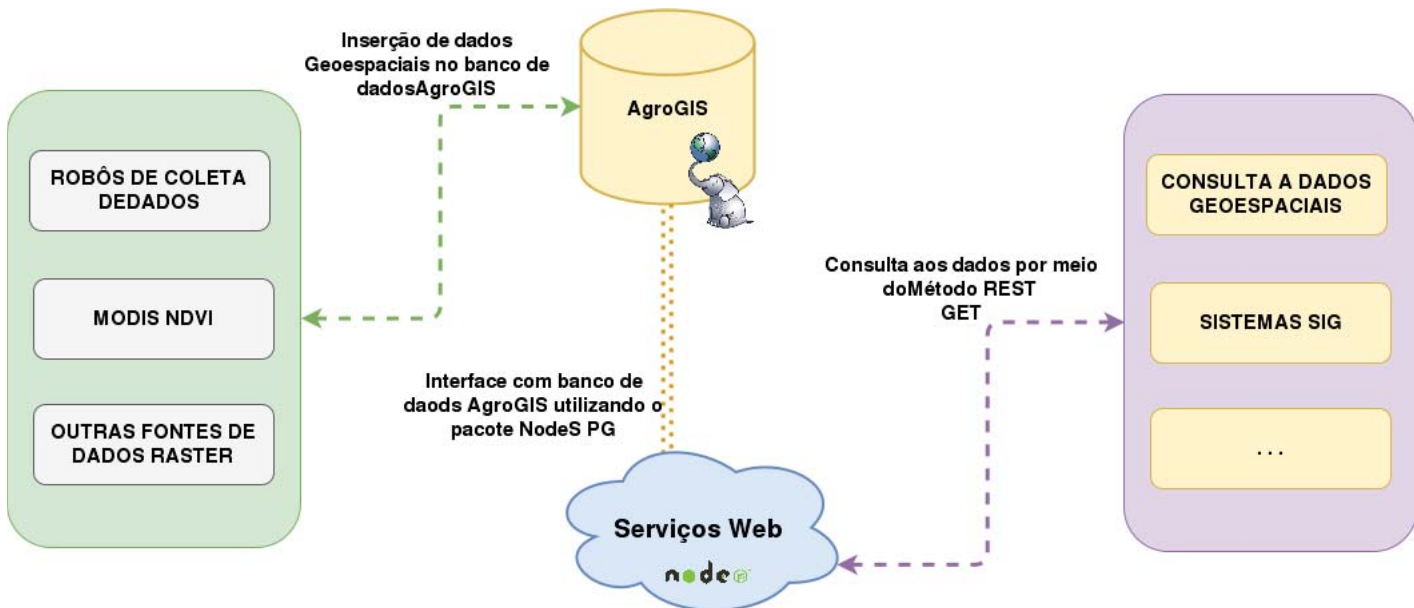 Inserção de dados
Geoespaciais no banco de
dadosAgroGIS
AgroGIS
ROBÔS DE COLETA
DEDADOS
MODIS NDVI
OUTRAS FONTES DE
DADOS RASTER
Interface com banco de
daods AgroGIS utilizando o
pacote NodeS PG
Serviços Web
node
Consulta aos dados por meio
doMétodo REST
GET
CONSULTA A DADOS
GEOESPACIAIS
SISTEMAS SIG
. . .